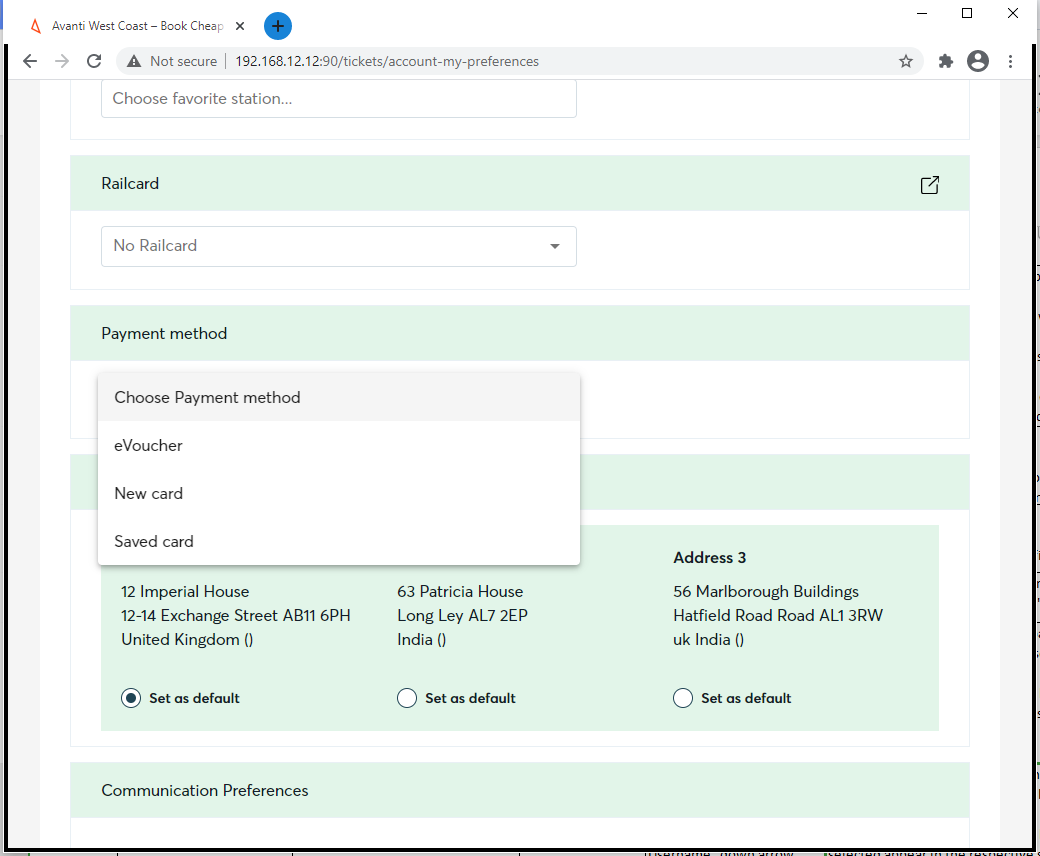 Avanti West Coast – Book Cheap
Not secure
192.168.12.12:90/tickets/account-my-preferences
Choose favorite station...
Railcard
No Railcard
Payment method
Choose Payment method
eVoucher
New card
Saved card
Address 3
12 Imperial House
12-14 Exchange Street AB11 6PH
United Kingdom ()
63 Patricia House
Long Ley AL7 2EP
India ()
56 Marlborough Buildings
Hatfield Road Road AL1 3RW
uk India ()
Set as default
Set as default
Set as default
Communication Preferences